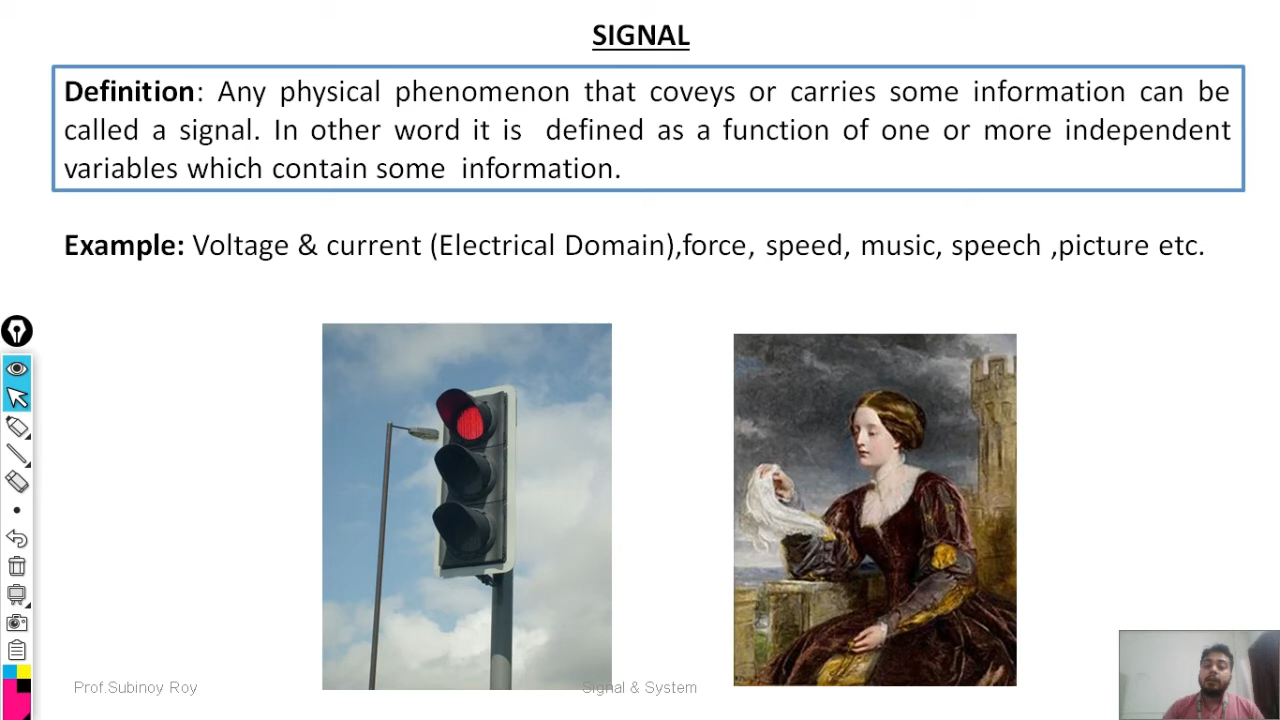 SIGNAL
Definition: Any physical phenomenon that coveys or carries some information can be
called a signal. In other word it is defined as a function of one or more independent
variables which contain some information.
Example: Voltage & current (Electrical Domain),force, speed, music, speech ,picture etc.
Prof.Subinoy Roy
Signal & System